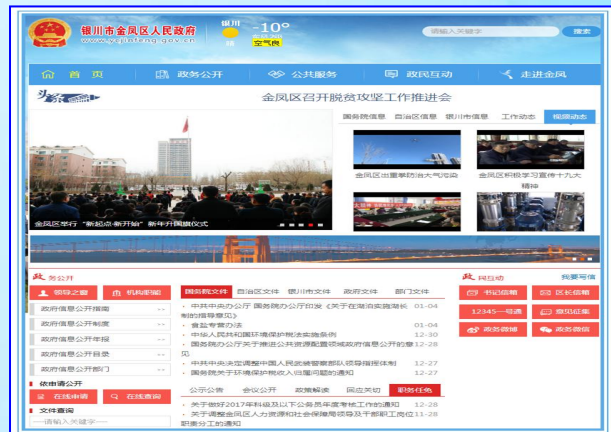 银川市金凤区人民政府
www.ycjinfeng.gov.cn
银川
-10°
晴
空气良
请输入关键字
搜索
首 页
政务公开
公共服务
政民互动
走进金凤
头条
金凤区召开脱贫攻坚工作推进会
国务院信息 自治区信息 银川市信息 工作动态 视频动态
金凤区出重拳防治大气污染
金凤区积极学习宣传十九大
精神
金凤区举行“新起点·新开始”新年升国旗仪式
政务公开
领导之窗
机构职能
政府信息公开指南
政府信息公开制度
政府信息公开年报
政府信息公开目录
政府信息公开部门
依申请公开
在线申请
在线查询
文件查询
----请输入关键字----
国务院文件 自治区文件 银川市文件 政府文件 部门文件
· 中共中央办公厅 国务院办公厅印发《关于在湖泊实施湖长 01-04
制的指导意见》
· 食盐专营办法 01-04
· 中华人民共和国环境保护税法实施条例 12-30
· 国务院办公厅关于推进公共资源配置领域政府信息公开的意 12-28
见
· 中共中央决定调整中国人民武装警察部队领导指挥体制 12-27
· 国务院关于环境保护税收入归属问题的通知 12-27
公示公告 会议公开 政策解读 回应关切 职务任免
· 关于做好2017年科级及以下公务员年度考核工作的通知 12-28
· 关于调整金凤区人力资源和社会保障局领导及干部职工岗位 11-28
职责分工的通知
政民互动
我要写信
书记信箱
区长信箱
12345一号通
意见征集
政务微博
政务微信